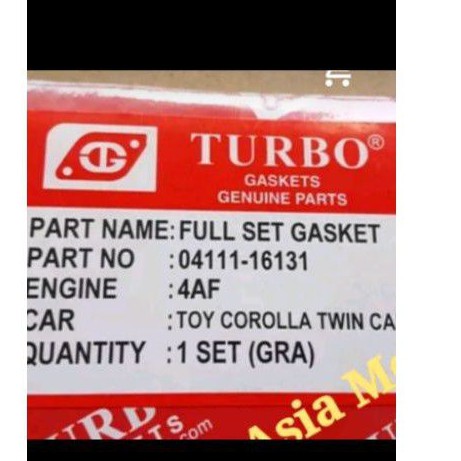 TURBO®
GASKETS
GENUINE PARTS
PART NAME:FULL SET GASKET
PART NO :04111-16131
ENGINE :4AF
CAR :TOY COROLLA TWIN CA
QUANTITY :1 SET (GRA)
Asia
.com